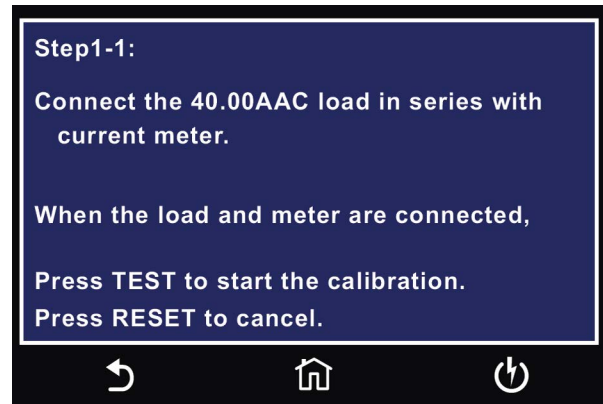 Step1-1:
Connect the 40.00AAC load in series with
current meter.
When the load and meter are connected,
Press TEST to start the calibration.
Press RESET to cancel.